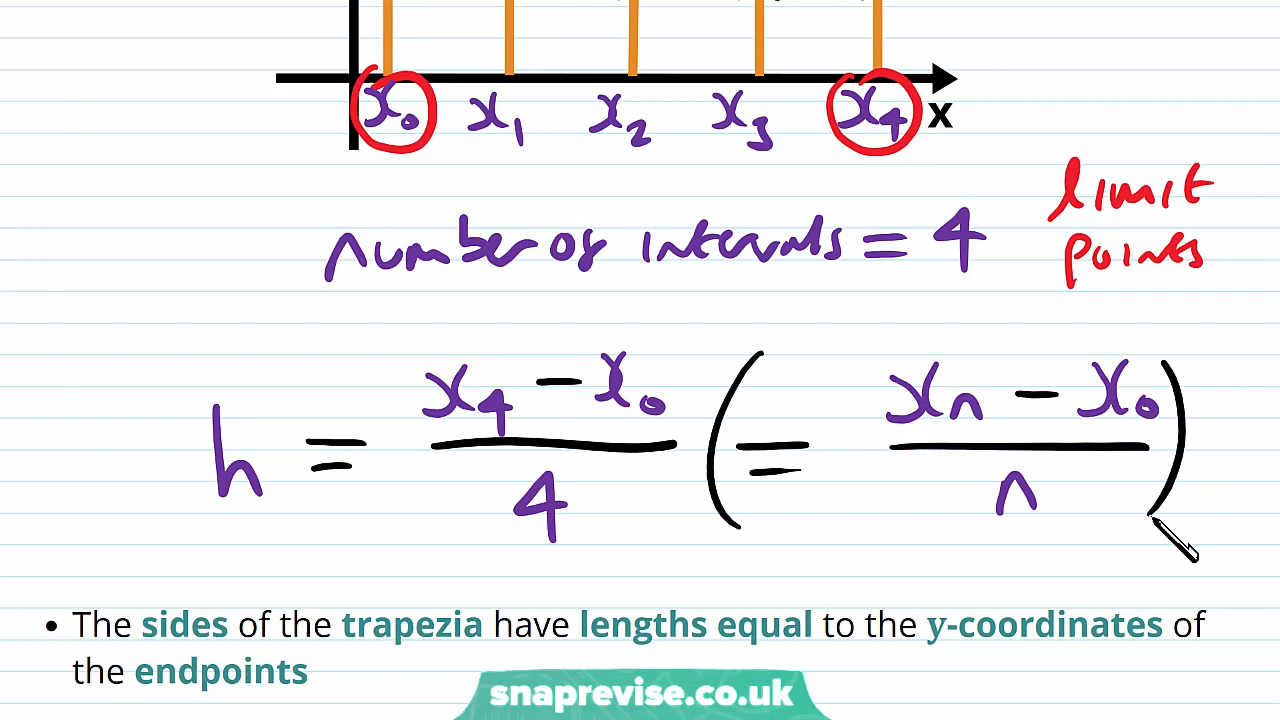 x₀ x₁ x₂ x₃ x₄ x
number of intervals = 4
limit
points
h = (x₄ - x₀)/4 (= (xₙ - x₀)/n)
• The sides of the trapezia have lengths equal to the y-coordinates of
the endpoints
snaprevise.co.uk